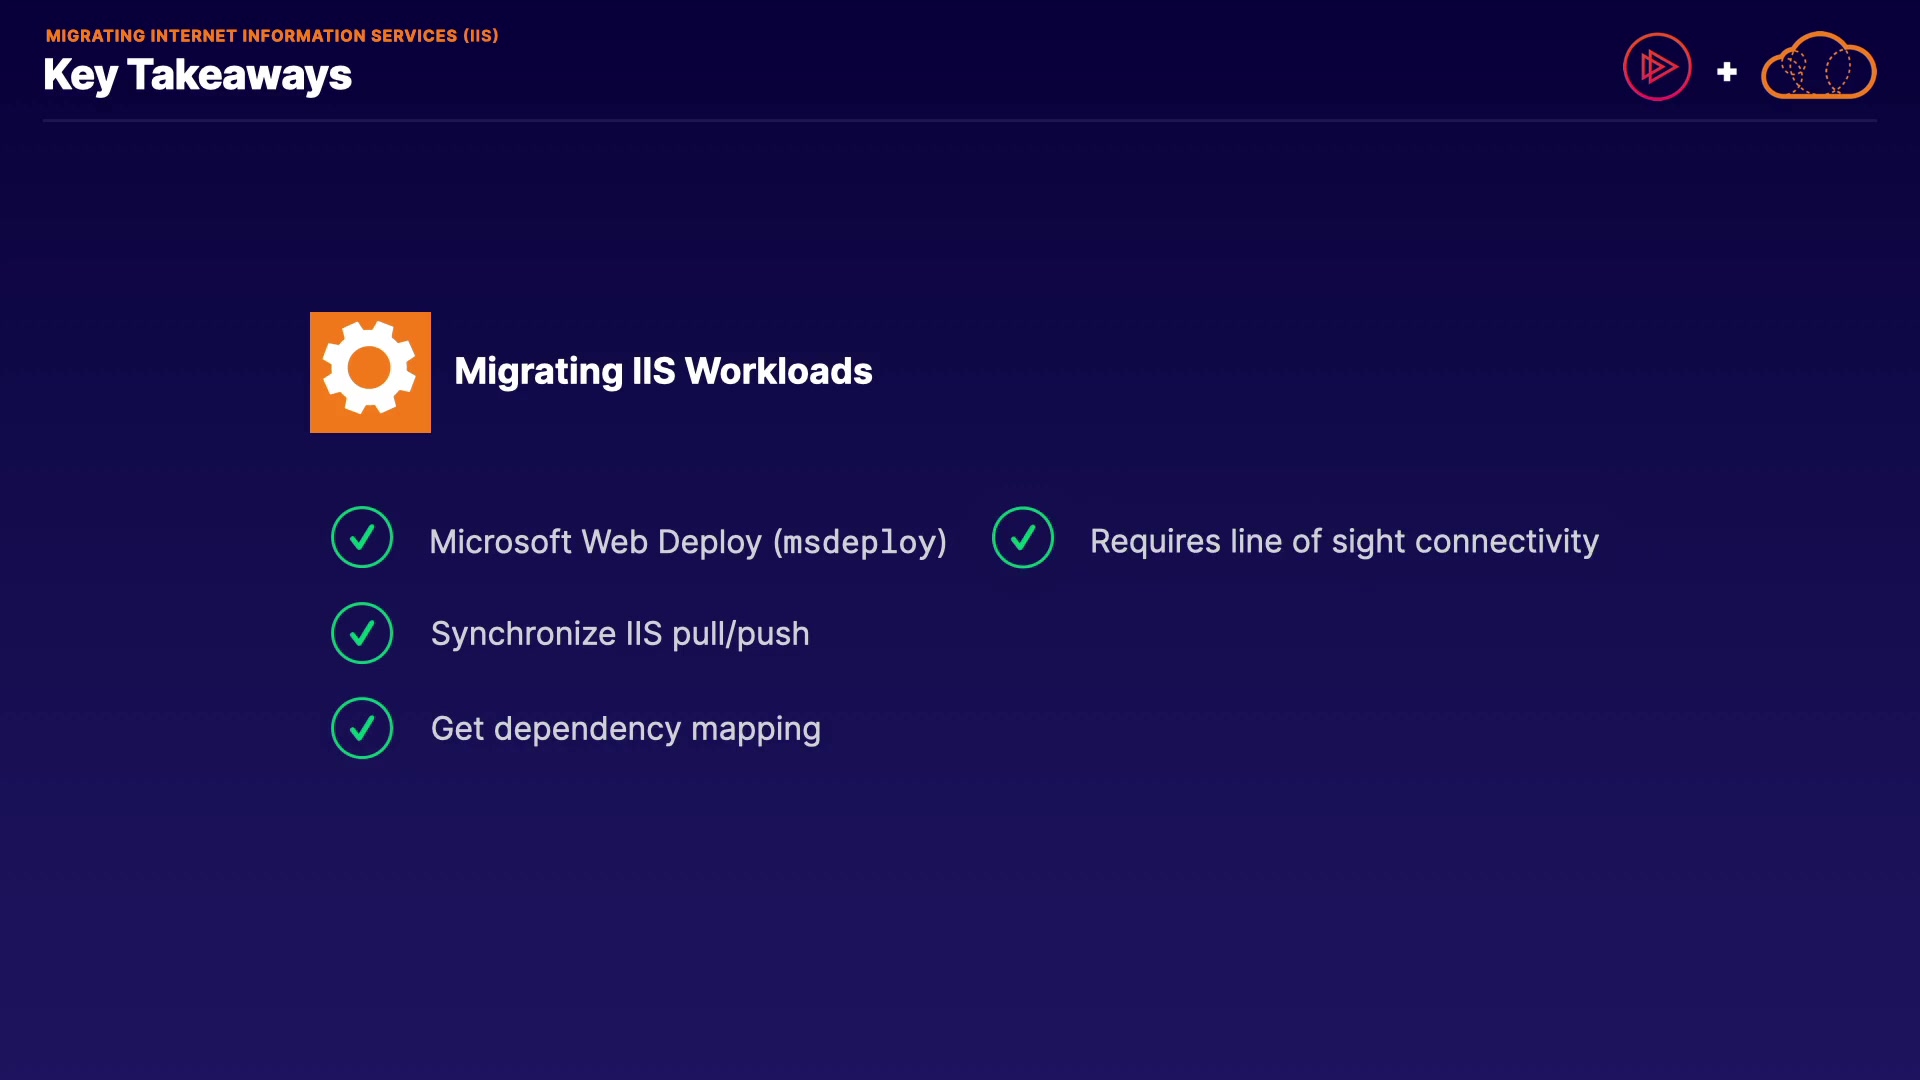 MIGRATING INTERNET INFORMATION SERVICES (IIS)
Key Takeaways
+
Migrating IIS Workloads
Microsoft Web Deploy (msdeploy)
Synchronize IIS pull/push
Get dependency mapping
Requires line of sight connectivity